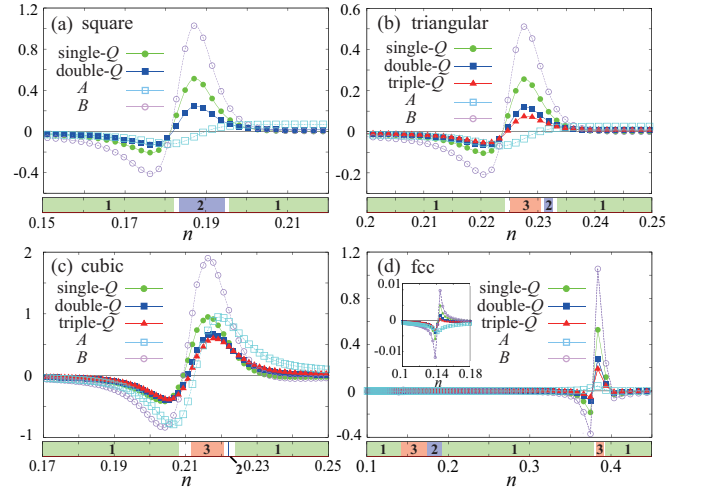 (a) square
single-Q
double-Q
A
B
1.2
0.8
0.4
0
-0.4
1 2 1
0.15 0.17 0.19 0.21
n
(b) triangular
single-Q
double-Q
triple-Q
A
B
0.6
0.4
0.2
0
-0.2
1 3 2 1
0.2 0.21 0.22 0.23 0.24 0.25
n
(c) cubic
single-Q
double-Q
triple-Q
A
B
2
1
0
-1
1 3 1
2
0.17 0.19 0.21 0.23 0.25
n
(d) fcc
single-Q
double-Q
triple-Q
A
B
1.2
0.8
0.4
0
-0.4
0.01
0
-0.01
0.1 0.14 0.18
1 3 2 1 3 1
0.1 0.2 0.3 0.4
n